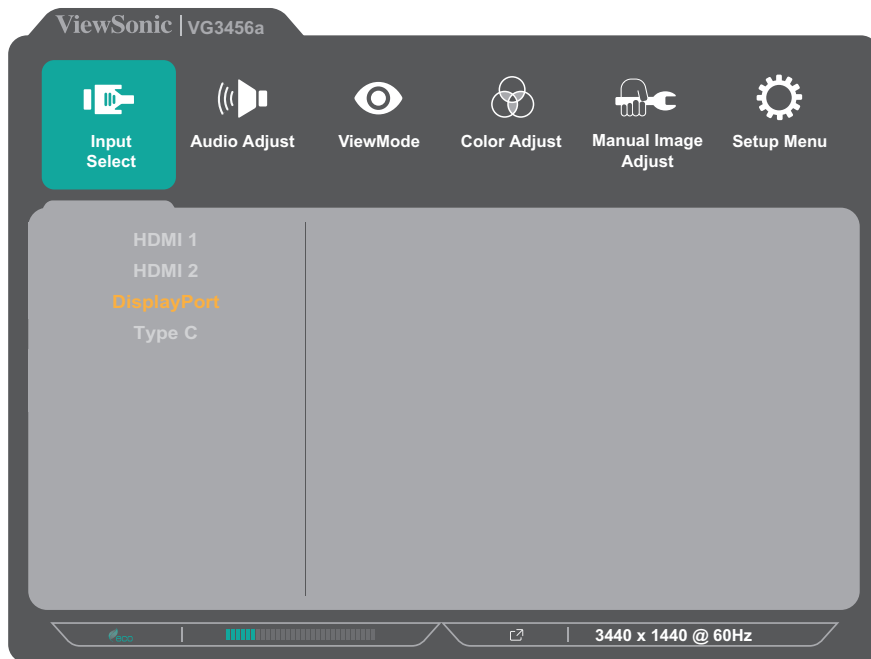 ViewSonic | VG3456a
Input
Select
Audio Adjust
ViewMode
Color Adjust
Manual Image
Adjust
Setup Menu
HDMI 1
HDMI 2
DisplayPort
Type C
eco
3440 x 1440 @ 60Hz